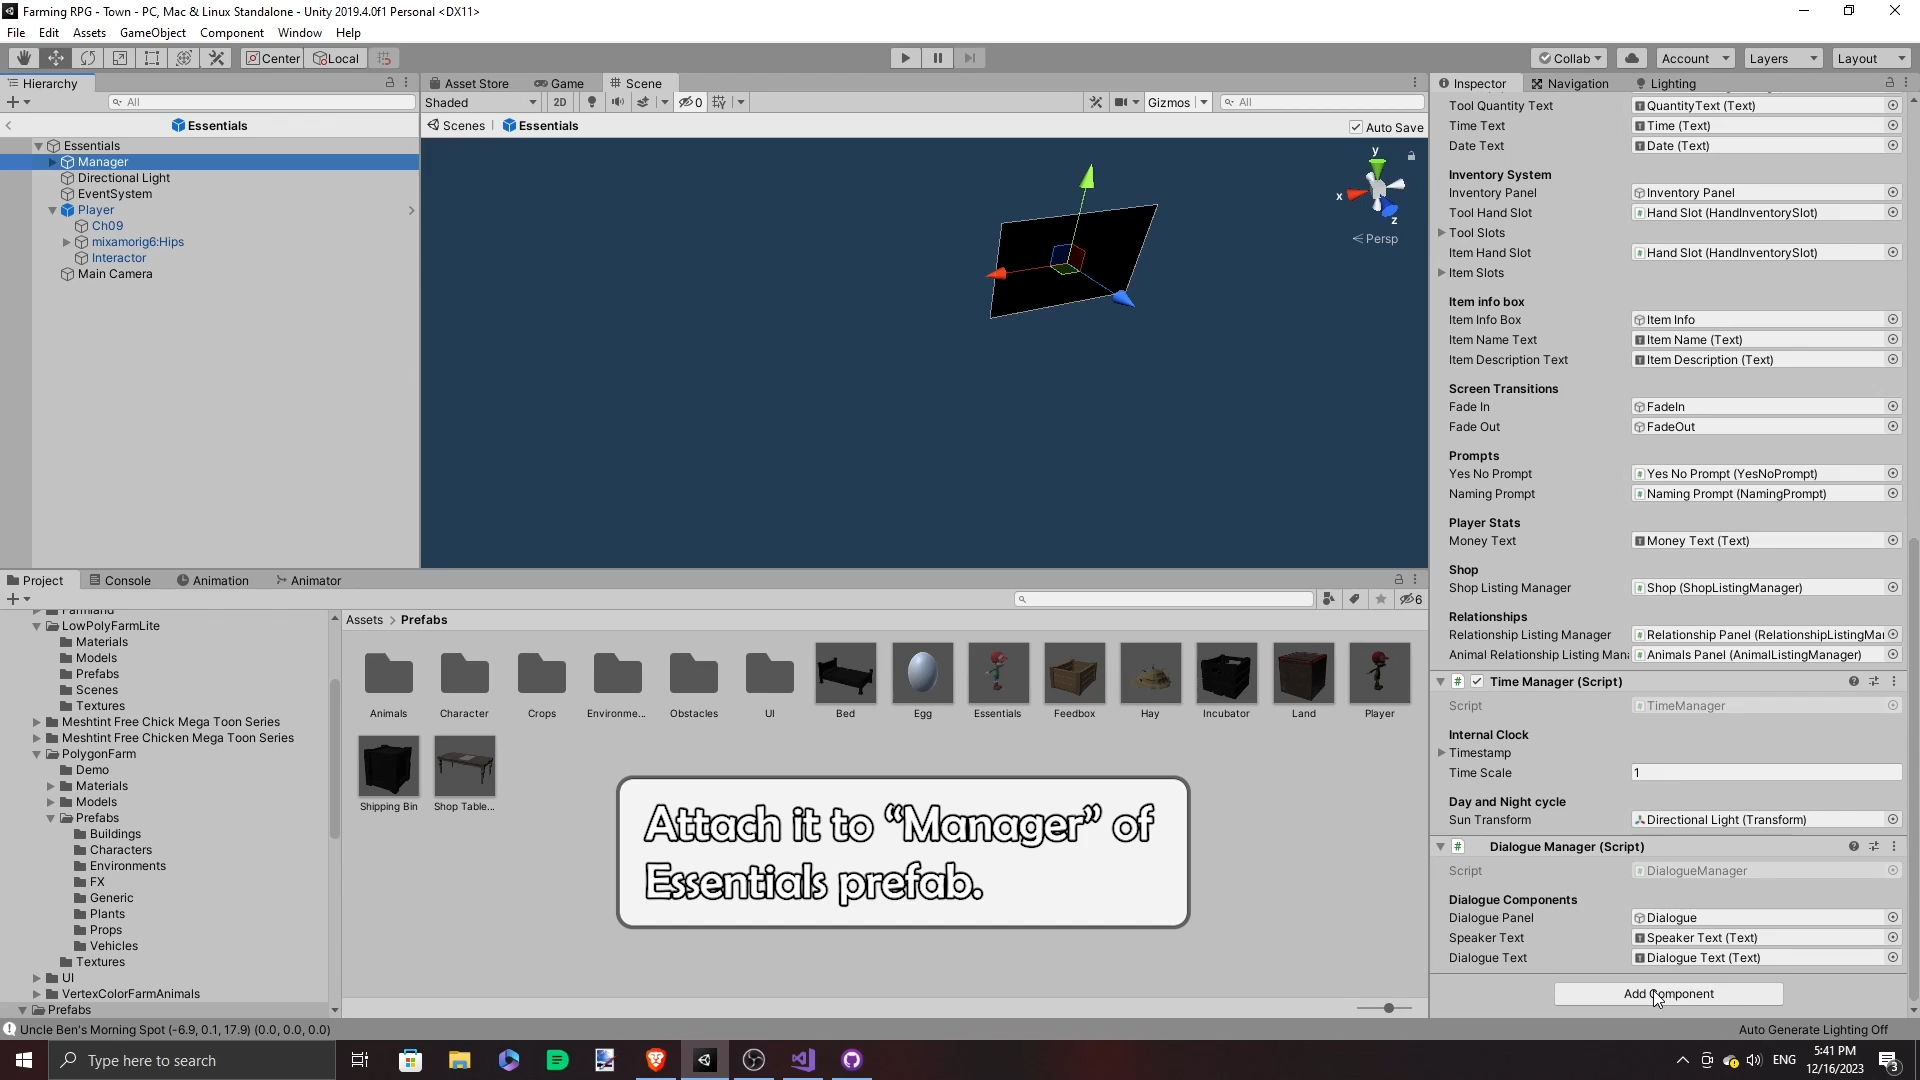 Farming RPG - Town - PC, Mac & Linux Standalone - Unity 2019.4.0f1 Personal <DX11>
File Edit Assets GameObject Component Window Help
Center Local Collab Account Layers Layout
Hierarchy
All
Essentials
Essentials
Manager
Directional Light
EventSystem
Player
Ch09
mixamorig6:Hips
Interactor
Main Camera
Asset Store Game Scene
Shaded 2D 0 Gizmos All
Scenes Essentials Auto Save
y
x
z
Persp
Inspector Navigation Lighting
Tool Quantity Text QuantityText (Text)
Time Text Time (Text)
Date Text Date (Text)
Inventory System
Inventory Panel Inventory Panel
Tool Hand Slot Hand Slot (HandInventorySlot)
Tool Slots
Item Hand Slot Hand Slot (HandInventorySlot)
Item Slots
Item info box
Item Info Box Item Info
Item Name Text Item Name (Text)
Item Description Text Item Description (Text)
Screen Transitions
Fade In FadeIn
Fade Out FadeOut
Prompts
Yes No Prompt Yes No Prompt (YesNoPrompt)
Naming Prompt Naming Prompt (NamingPrompt)
Player Stats
Money Text Money Text (Text)
Shop
Shop Listing Manager Shop (ShopListingManager)
Relationships
Relationship Listing Manager Relationship Panel (RelationshipListingMa
Animal Relationship Listing Man Animals Panel (AnimalListingManager)
Time Manager (Script)
Script TimeManager
Internal Clock
Timestamp
Time Scale 1
Day and Night cycle
Sun Transform Directional Light (Transform)
Dialogue Manager (Script)
Script DialogueManager
Dialogue Components
Dialogue Panel Dialogue
Speaker Text Speaker Text (Text)
Dialogue Text Dialogue Text (Text)
Add Component
Project Console Animation Animator
6
Farmland
LowPolyFarmLite
Materials
Models
Prefabs
Scenes
Textures
Meshtint Free Chick Mega Toon Series
Meshtint Free Chicken Mega Toon Series
PolygonFarm
Demo
Materials
Models
Prefabs
Buildings
Characters
Environments
FX
Generic
Plants
Props
Vehicles
Textures
UI
VertexColorFarmAnimals
Prefabs
Assets > Prefabs
Animals Character Crops Environme... Obstacles UI Bed Egg Essentials Feedbox Hay Incubator Land Player
Shipping Bin Shop Table...
Attach it to “Manager” of
Essentials prefab.
Uncle Ben's Morning Spot (-6.9, 0.1, 17.9) (0.0, 0.0, 0.0)
Auto Generate Lighting Off
Type here to search
ENG
5:41 PM
12/16/2023
3